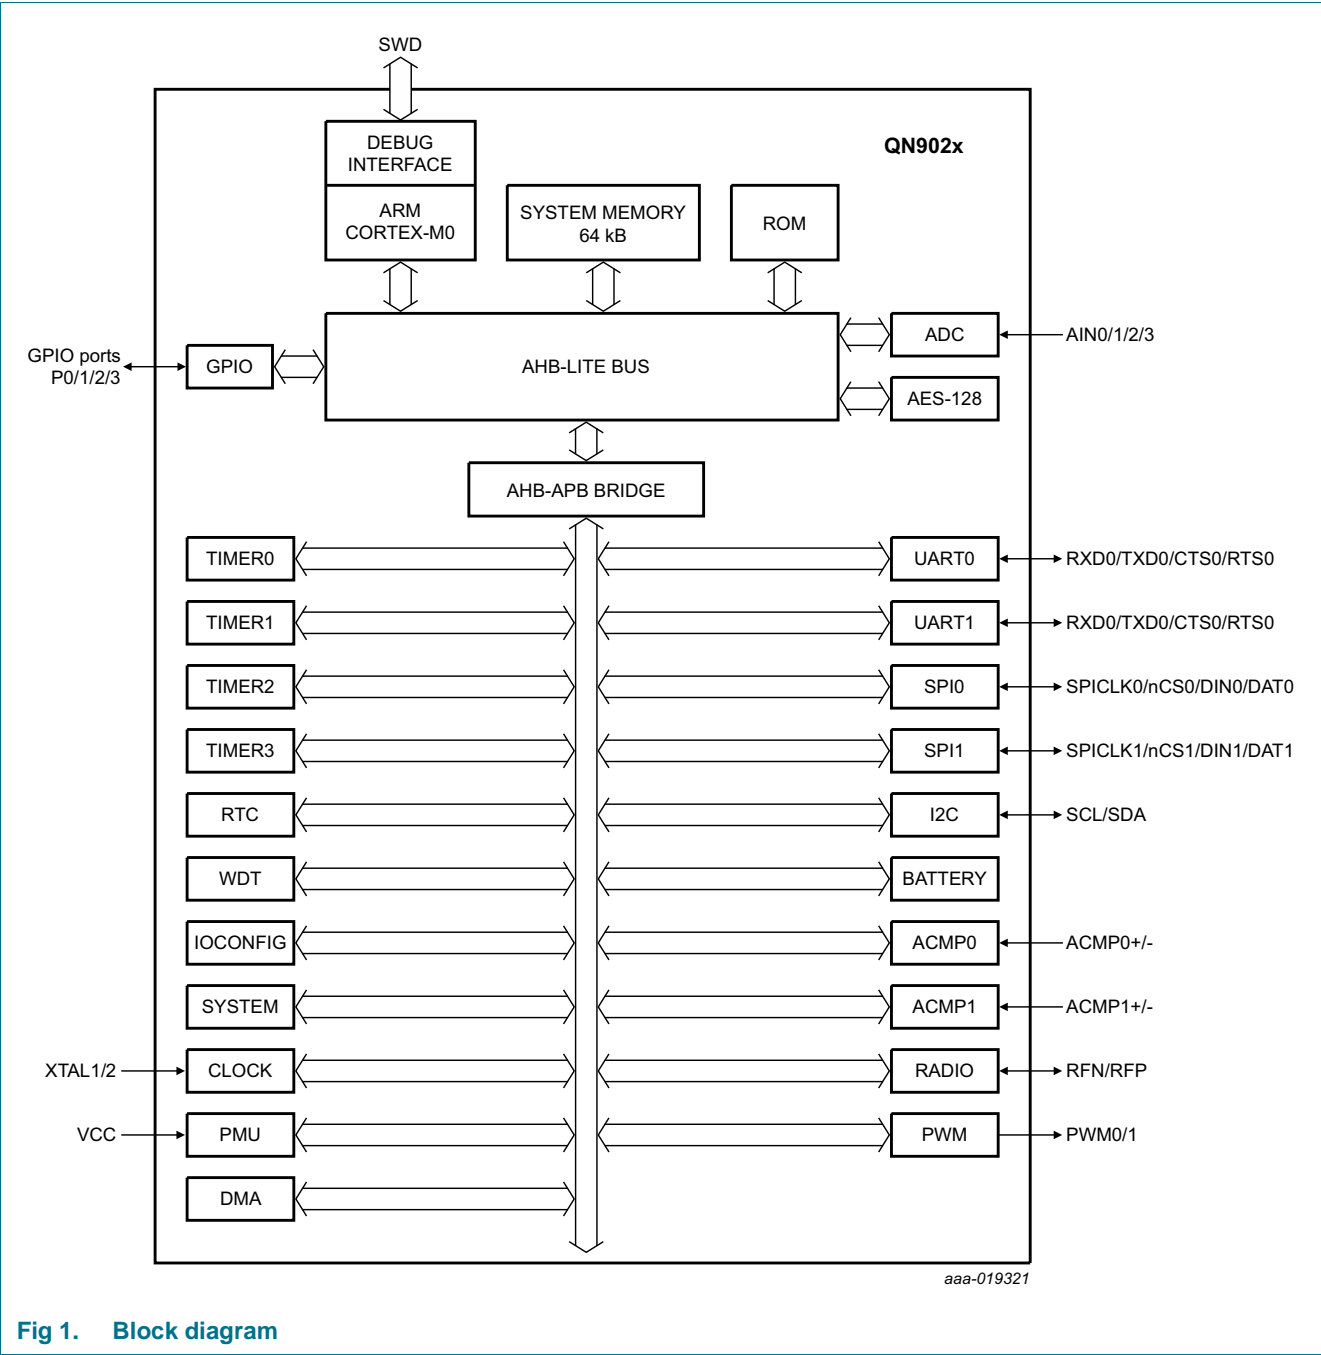 SWD
DEBUG
INTERFACE
QN902x
ARM
CORTEX-M0
SYSTEM MEMORY
64 kB
ROM
GPIO ports
P0/1/2/3
GPIO
AHB-LITE BUS
ADC
AIN0/1/2/3
AES-128
AHB-APB BRIDGE
TIMER0
UART0
RXD0/TXD0/CTS0/RTS0
TIMER1
UART1
RXD0/TXD0/CTS0/RTS0
TIMER2
SPI0
SPICLK0/nCS0/DIN0/DAT0
TIMER3
SPI1
SPICLK1/nCS1/DIN1/DAT1
RTC
I2C
SCL/SDA
WDT
BATTERY
IOCONFIG
ACMP0
ACMP0+/-
SYSTEM
ACMP1
ACMP1+/-
XTAL1/2
CLOCK
RADIO
RFN/RFP
VCC
PMU
PWM
PWM0/1
DMA
aaa-019321
Fig 1. Block diagram